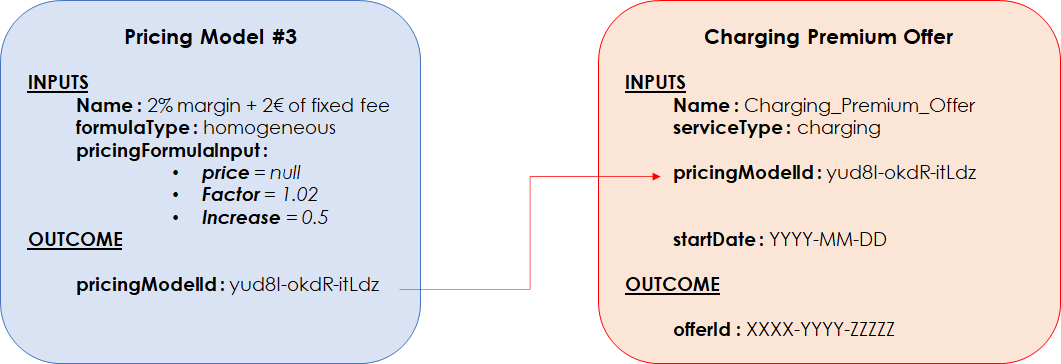 Pricing Model #3
INPUTS
Name : 2% margin + 2€ of fixed fee
formulaType : homogeneous
pricingFormulaInput :
• price = null
• Factor = 1.02
• Increase = 0.5
OUTCOME
pricingModelId : yud8I-okdR-itLdz
Charging Premium Offer
INPUTS
Name : Charging_Premium_Offer
serviceType : charging
pricingModelId : yud8I-okdR-itLdz
startDate : YYYY-MM-DD
OUTCOME
offerId : XXXX-YYYY-ZZZZZ